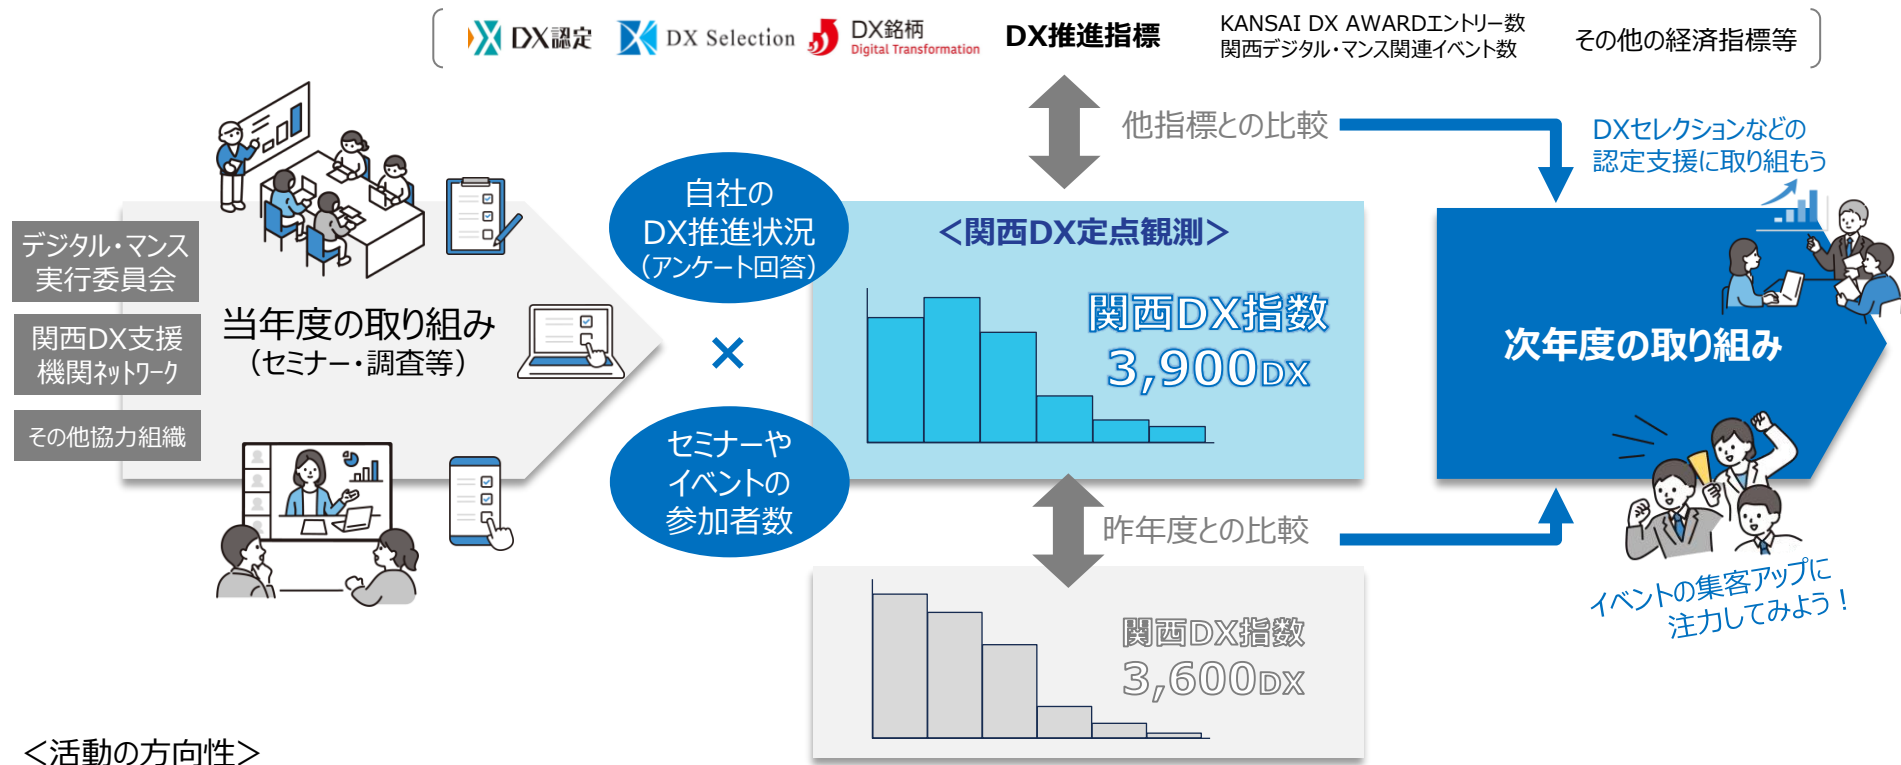 DX認定
DX Selection
DX銘柄
Digital Transformation
DX推進指標
KANSAI DX AWARDエントリー数
関西デジタル・マンス関連イベント数
その他の経済指標等
他指標との比較
DXセレクションなどの
認定支援に取り組もう
デジタル・マンス
実行委員会
関西DX支援
機関ネットワーク
その他協力組織
当年度の取り組み
（セミナー・調査等）
自社の
DX推進状況
（アンケート回答）
×
セミナーや
イベントの
参加者数
＜関西DX定点観測＞
関西DX指数
3,900DX
次年度の取り組み
昨年度との比較
イベントの集客アップに
注力してみよう！
関西DX指数
3,600DX
＜活動の方向性＞